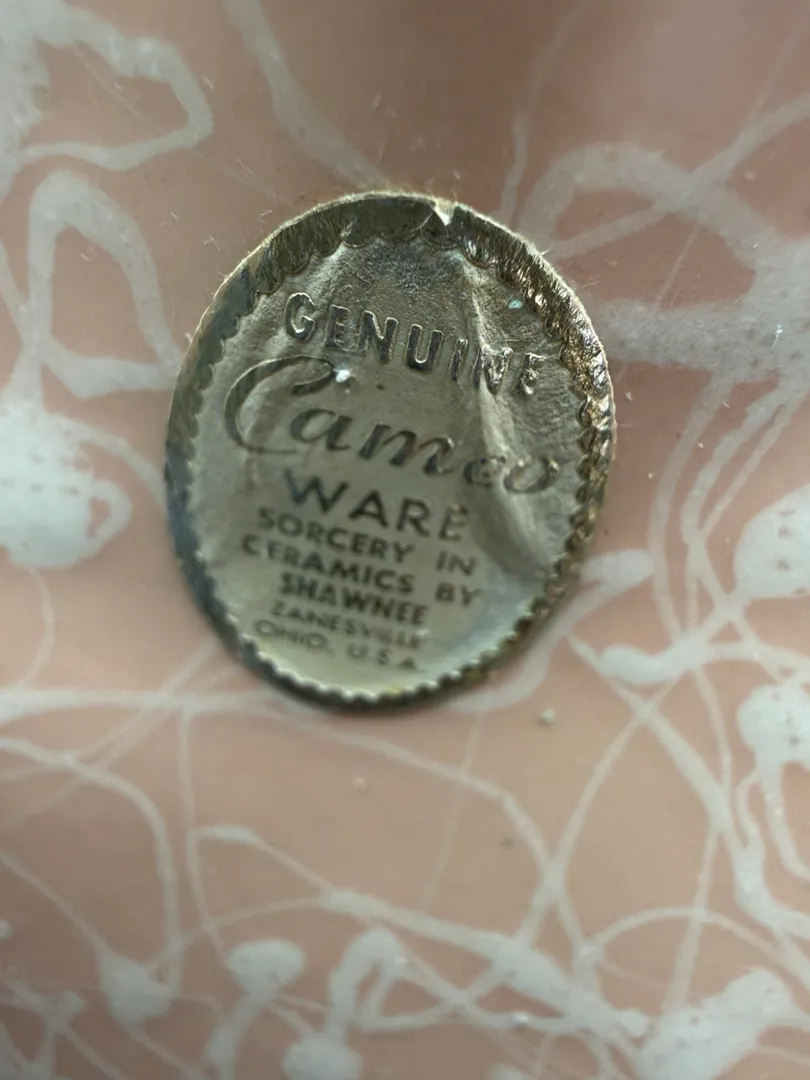 GENUINE
Cameo
WARE
SORCERY IN
CERAMICS BY
SHAWNEE
ZANESVILLE
OHIO, U.S.A.